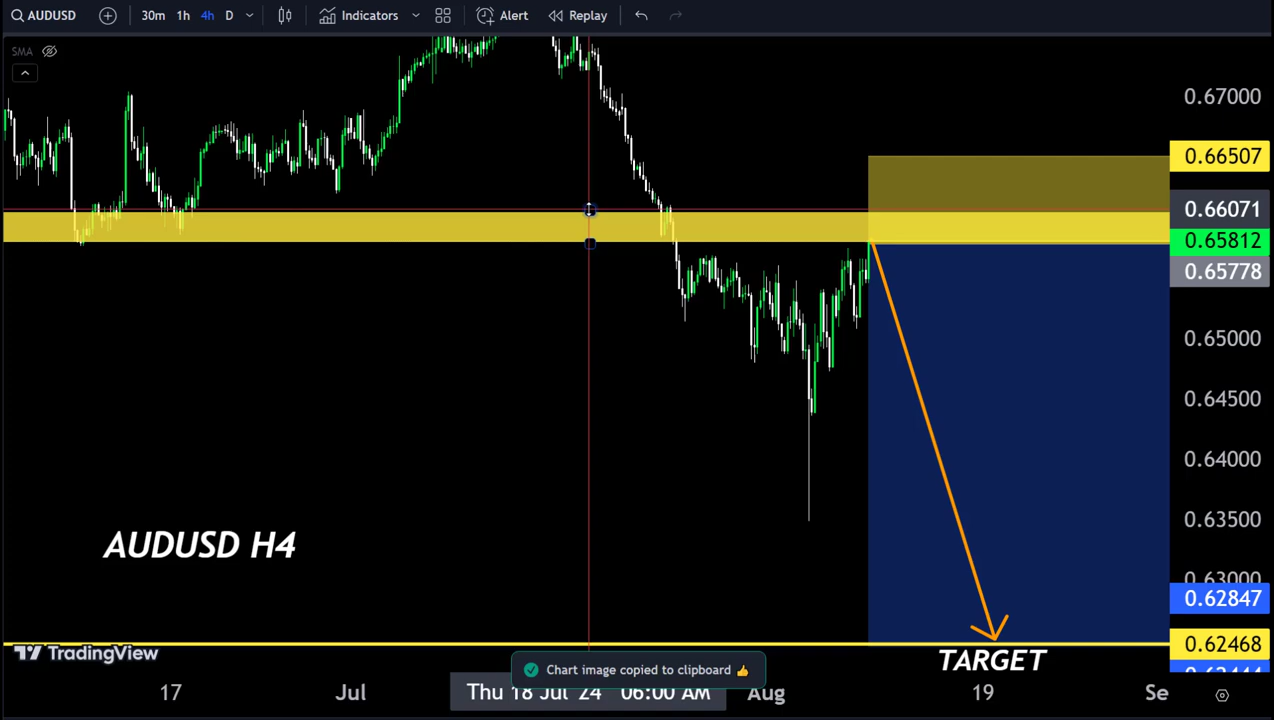 AUDUSD 30m 1h 4h D Indicators Alert Replay
SMA
0.67000
0.66507
0.66071
0.65812
0.65778
0.65000
0.64500
0.64000
0.63500
AUDUSD H4
0.63000
0.62847
0.62468
TradingView
TARGET
Chart image copied to clipboard 👍
17 Jul Thu 18 Jul '24 06:00 AM Aug 19 Se